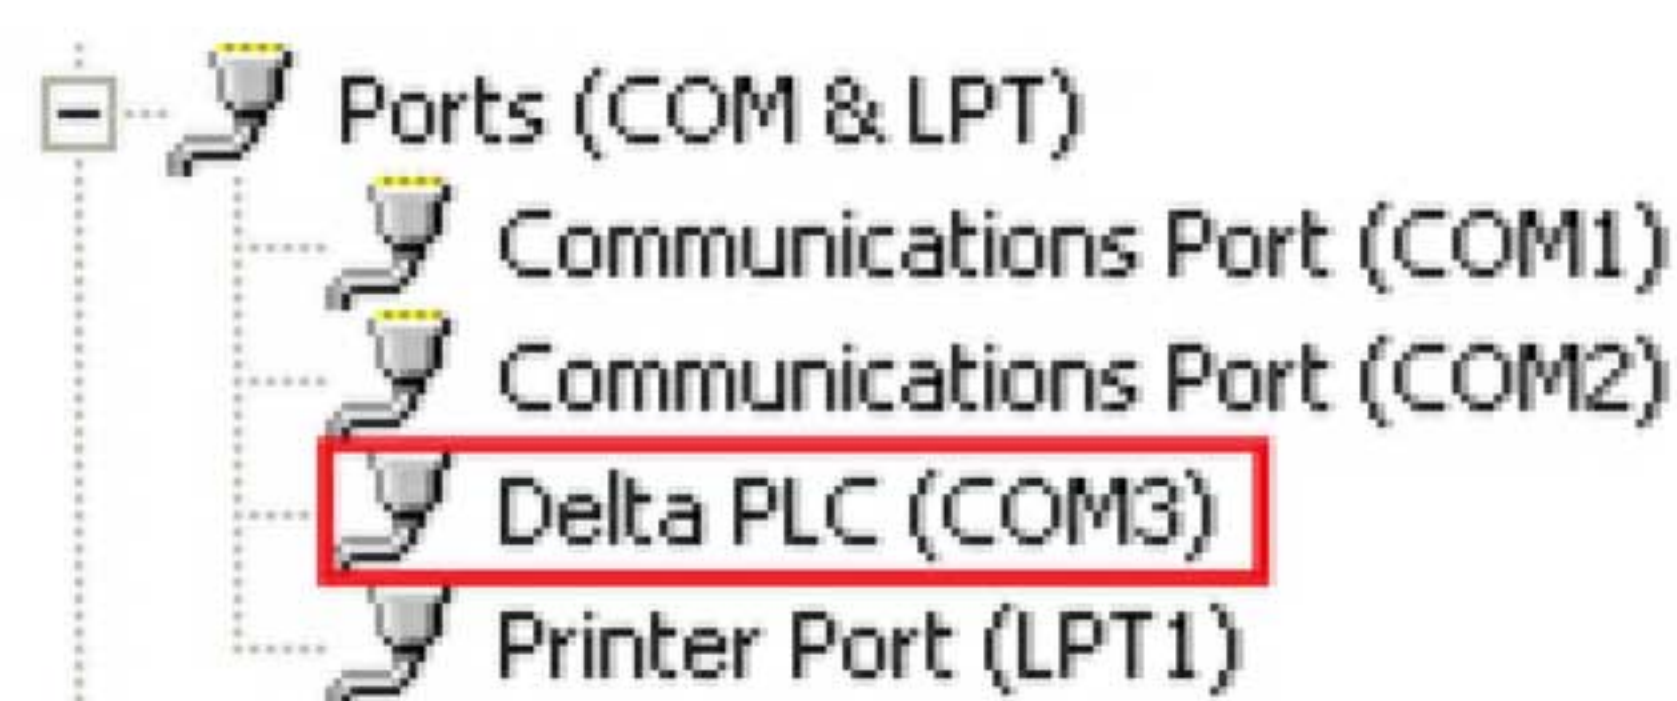 Ports (COM & LPT)
Communications Port (COM1)
Communications Port (COM2)
Delta PLC (COM3)
Printer Port (LPT1)